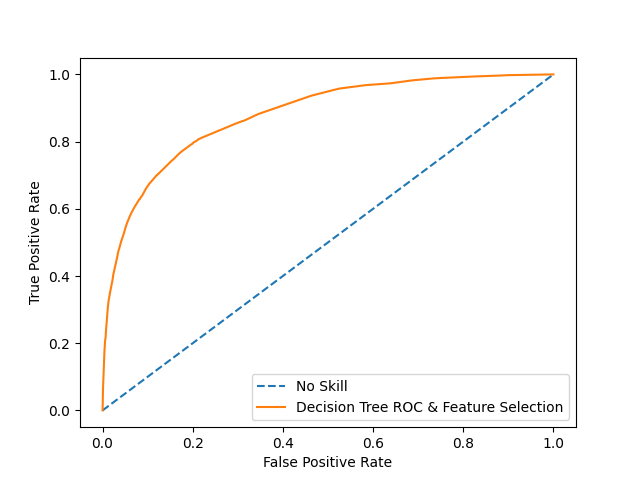 1.0
0.8
0.6
0.4
0.2
0.0
True Positive Rate
No Skill
Decision Tree ROC & Feature Selection
0.0 0.2 0.4 0.6 0.8 1.0
False Positive Rate